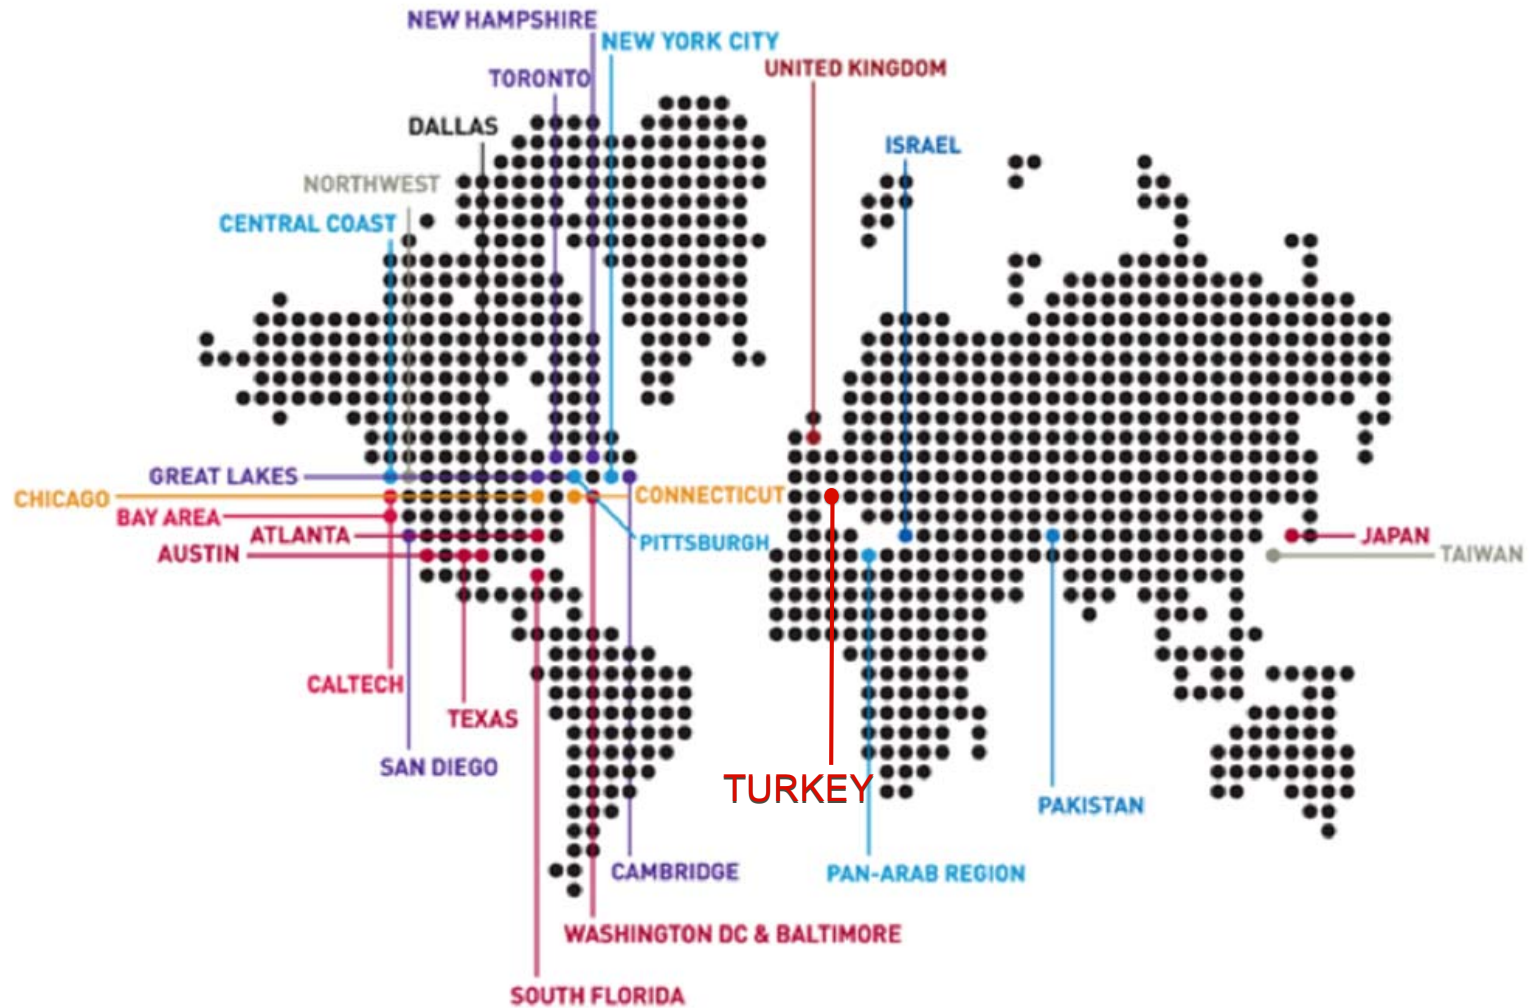 NEW HAMPSHIRE
NEW YORK CITY
UNITED KINGDOM
TORONTO
DALLAS
ISRAEL
NORTHWEST
CENTRAL COAST
GREAT LAKES
CHICAGO
CONNECTICUT
BAY AREA
ATLANTA
PITTSBURGH
JAPAN
AUSTIN
TAIWAN
CALTECH
TEXAS
SAN DIEGO
TURKEY
PAKISTAN
CAMBRIDGE
PAN-ARAB REGION
WASHINGTON DC & BALTIMORE
SOUTH FLORIDA